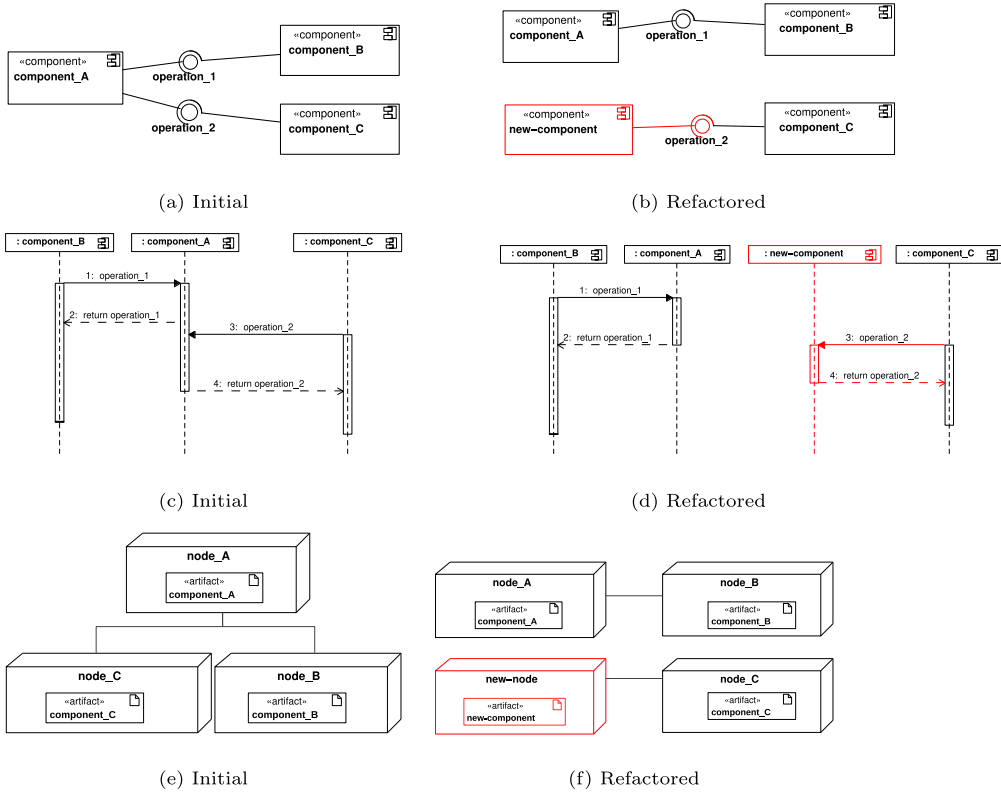 «component»
component_A
operation_1
operation_2
«component»
component_B
«component»
component_C
(a) Initial
«component»
component_A
operation_1
«component»
component_B
«component»
new-component
operation_2
«component»
component_C
(b) Refactored
: component_B
: component_A
: component_C
1: operation_1
2: return operation_1
3: operation_2
4: return operation_2
(c) Initial
: component_B
: component_A
: new-component
: component_C
1: operation_1
2: return operation_1
3: operation_2
4: return operation_2
(d) Refactored
node_A
«artifact»
component_A
node_C
«artifact»
component_C
node_B
«artifact»
component_B
(e) Initial
node_A
«artifact»
component_A
node_B
«artifact»
component_B
new-node
«artifact»
new-component
node_C
«artifact»
component_C
(f) Refactored